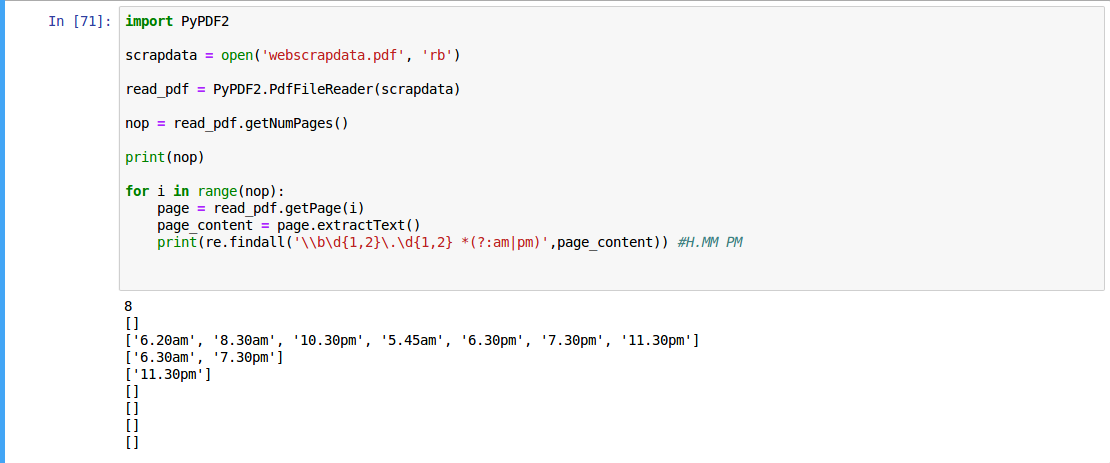 In [71]: import PyPDF2
scrapdata = open('webscrapdata.pdf', 'rb')
read_pdf = PyPDF2.PdfFileReader(scrapdata)
nop = read_pdf.getNumPages()
print(nop)
for i in range(nop):
    page = read_pdf.getPage(i)
    page_content = page.extractText()
    print(re.findall('\\b\d{1,2}\.\d{1,2} *(?:am|pm)',page_content)) #H.MM PM
8
[]
['6.20am', '8.30am', '10.30pm', '5.45am', '6.30pm', '7.30pm', '11.30pm']
['6.30am', '7.30pm']
['11.30pm']
[]
[]
[]
[]